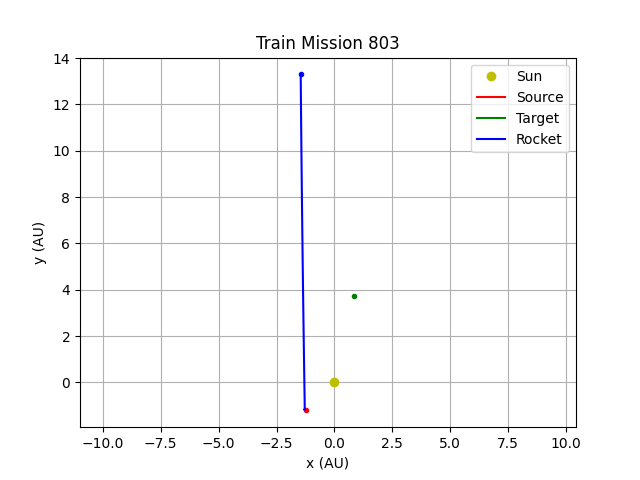 Train Mission 803
Sun
Source
Target
Rocket
14
12
10
8
6
4
2
0
y (AU)
−10.0 −7.5 −5.0 −2.5 0.0 2.5 5.0 7.5 10.0
x (AU)